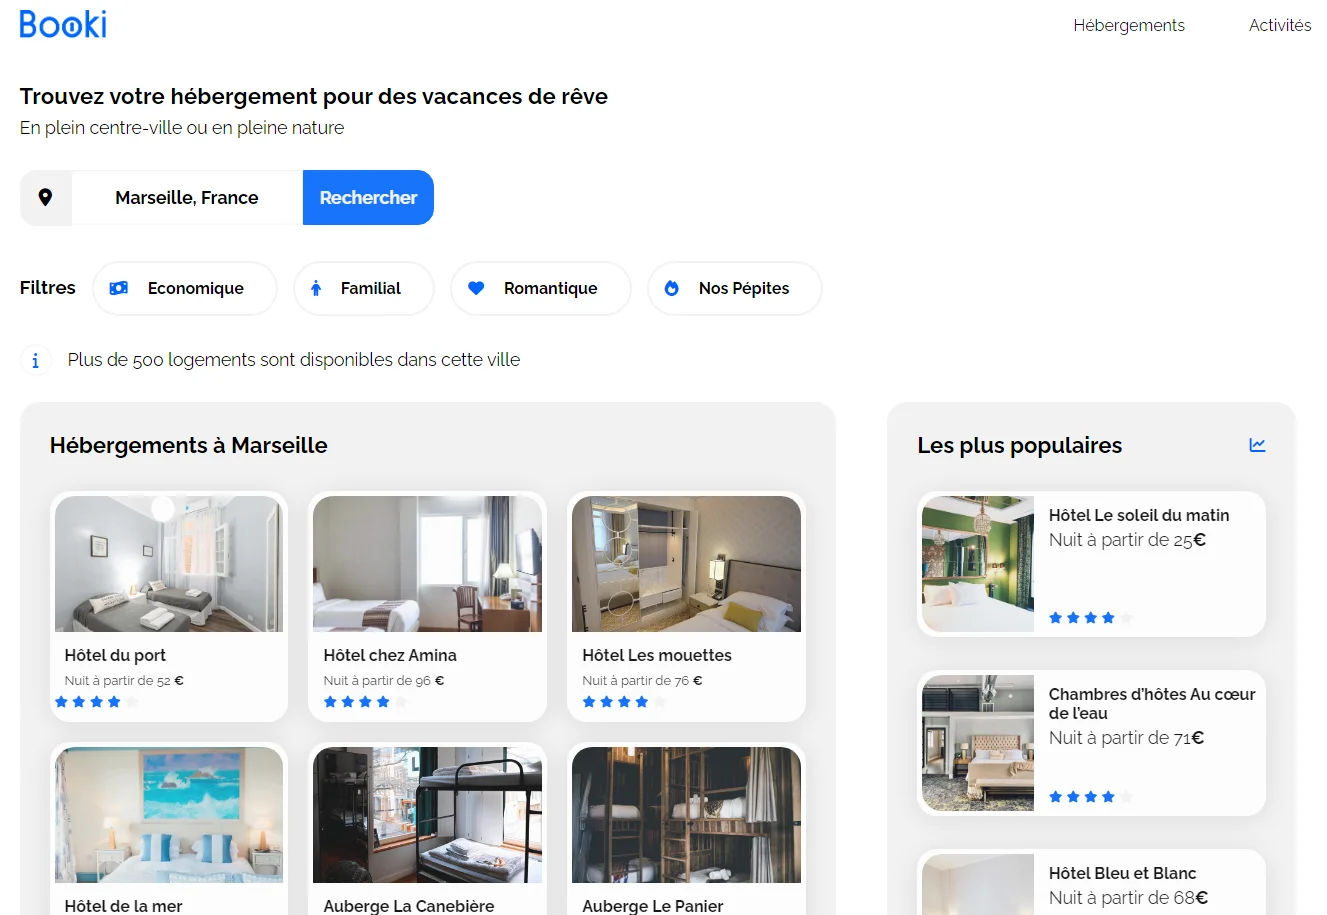 Booki
Hébergements
Activités
Trouvez votre hébergement pour des vacances de rêve
En plein centre-ville ou en pleine nature
Marseille, France
Rechercher
Filtres
Economique
Familial
Romantique
Nos Pépites
Plus de 500 logements sont disponibles dans cette ville
Hébergements à Marseille
Hôtel du port
Nuit à partir de 52 €
Hôtel chez Amina
Nuit à partir de 96 €
Hôtel Les mouettes
Nuit à partir de 76 €
Hôtel de la mer
Auberge La Canebière
Auberge Le Panier
Les plus populaires
Hôtel Le soleil du matin
Nuit à partir de 25€
Chambres d'hôtes Au cœur
de l'eau
Nuit à partir de 71€
Hôtel Bleu et Blanc
Nuit à partir de 68€